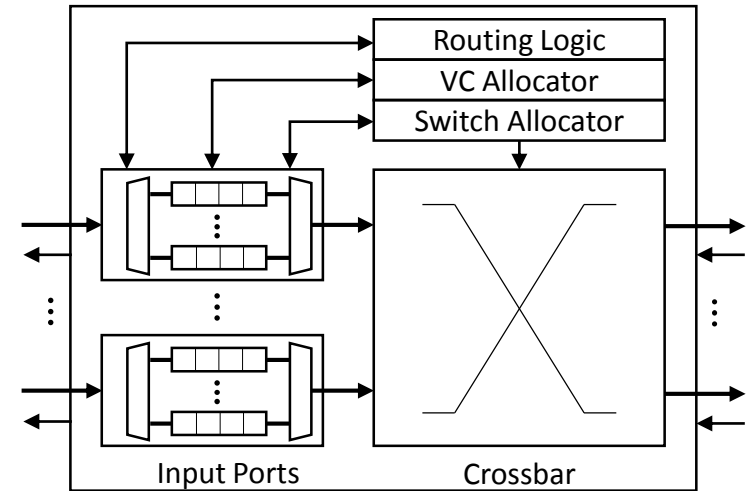 Routing Logic
VC Allocator
Switch Allocator
Input Ports
Crossbar